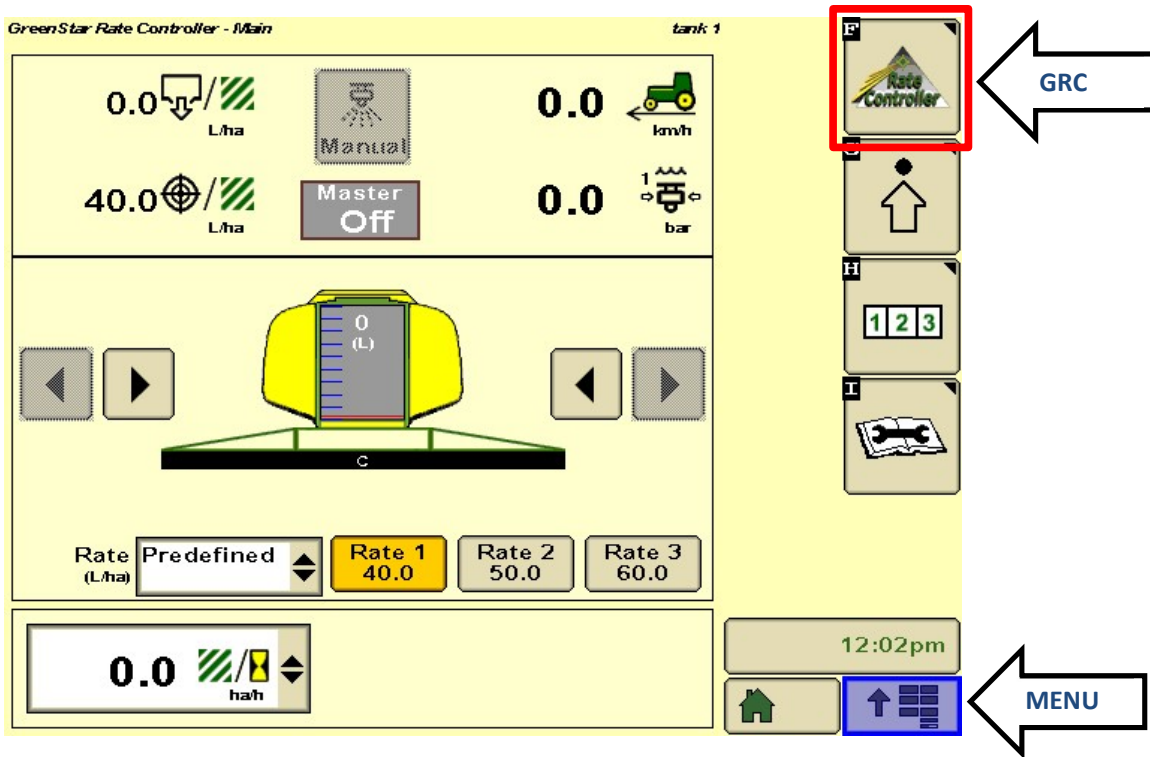 GreenStar Rate Controller - Main
tank 1
F
Rate
Controller
GRC
0.0 /
L/ha
Manual
0.0
km/h
40.0 /
L/ha
Master
Off
0.0
1
bar
G
H
1 2 3
I
0
(L)
C
Rate
(L/ha)
Predefined
Rate 1
40.0
Rate 2
50.0
Rate 3
60.0
0.0 /
ha/h
12:02pm
MENU